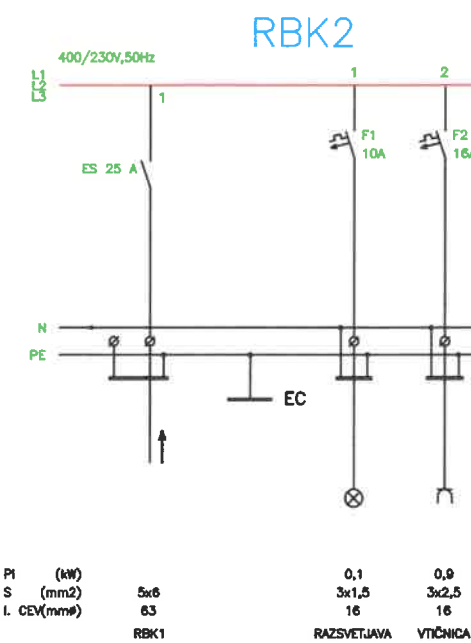 RBK2
400/230V,50Hz
L1
L2
L3
1
1
2
ES 25 A
F1
10A
F2
16A
N
PE
EC
PI (kW) 0,1 0,9
S (mm2) 5x6 3x1,5 3x2,5
I. CEV(mmø) 63 16 16
RBK1 RAZSVETJAVA VTIČNICA